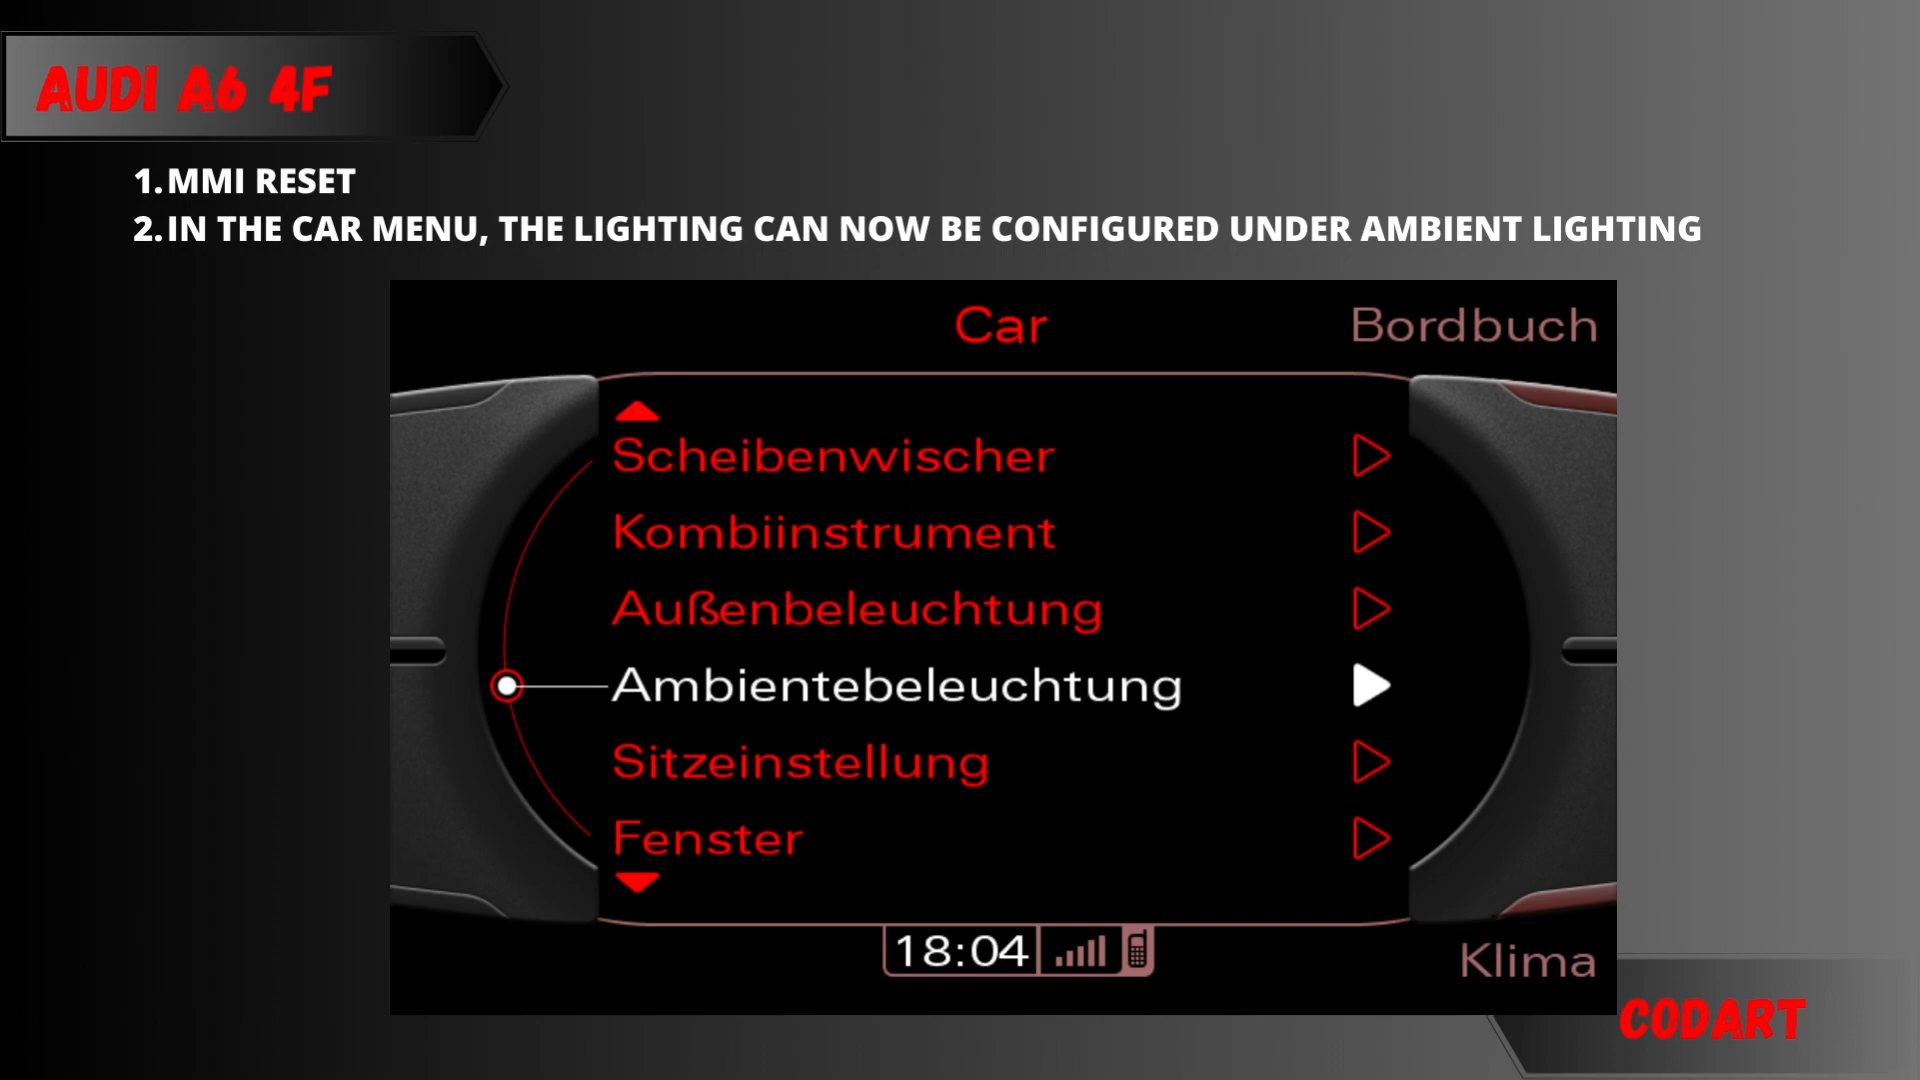 AUDI A6 4F
1. MMI RESET
2. IN THE CAR MENU, THE LIGHTING CAN NOW BE CONFIGURED UNDER AMBIENT LIGHTING
Car
Bordbuch
Scheibenwischer
Kombiinstrument
Außenbeleuchtung
Ambientebeleuchtung
Sitzeinstellung
Fenster
18:04
Klima
CODART